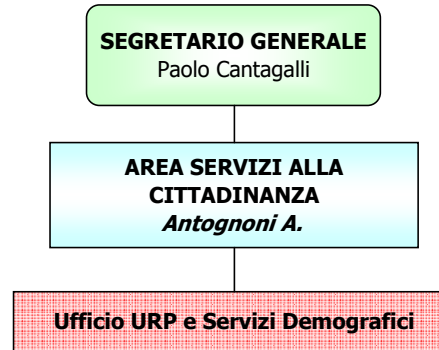 SEGRETARIO GENERALE
Paolo Cantagalli
AREA SERVIZI ALLA
CITTADINANZA
Antognoni A.
Ufficio URP e Servizi Demografici